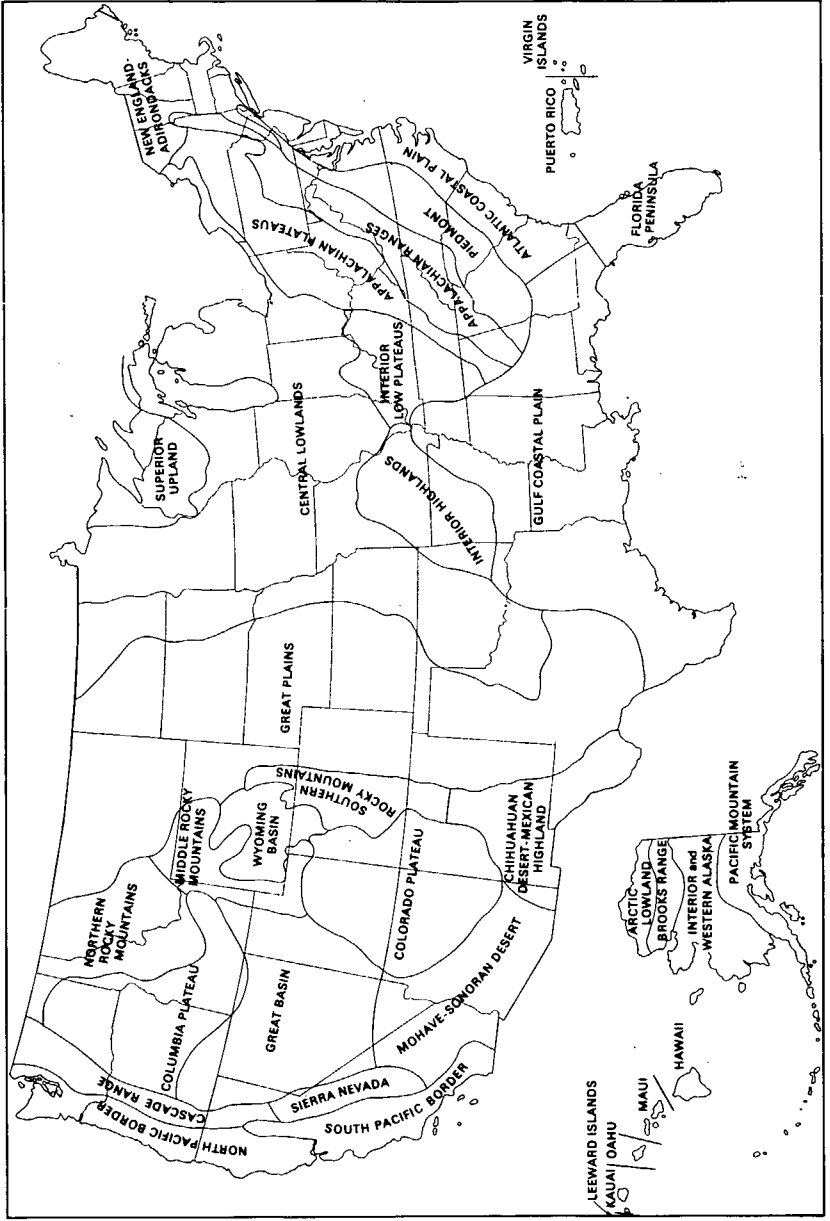 NEW ENGLAND-
ADIRONDACKS
SUPERIOR
UPLAND
NORTHERN
ROCKY
MOUNTAINS
CASCADE RANGE
NORTH PACIFIC BORDER
COLUMBIA PLATEAU
MIDDLE ROCKY
MOUNTAINS
WYOMING
BASIN
GREAT PLAINS
CENTRAL LOWLANDS
APPALACHIAN PLATEAUS
APPALACHIAN RANGES
PIEDMONT
ATLANTIC COASTAL PLAIN
GREAT BASIN
SIERRA NEVADA
SOUTH PACIFIC BORDER
SOUTHERN
ROCKY MOUNTAINS
COLORADO PLATEAU
INTERIOR
LOW PLATEAUS
INTERIOR HIGHLANDS
MOHAVE-SONORAN DESERT
CHIHUAHUAN
DESERT-MEXICAN
HIGHLAND
GULF COASTAL PLAIN
FLORIDA
PENINSULA
PUERTO RICO
VIRGIN
ISLANDS
LEEWARD ISLANDS
KAUAI
OAHU
MAUI
HAWAII
ARCTIC
LOWLAND
BROOKS RANGE
INTERIOR and
WESTERN ALASKA
PACIFIC MOUNTAIN
SYSTEM